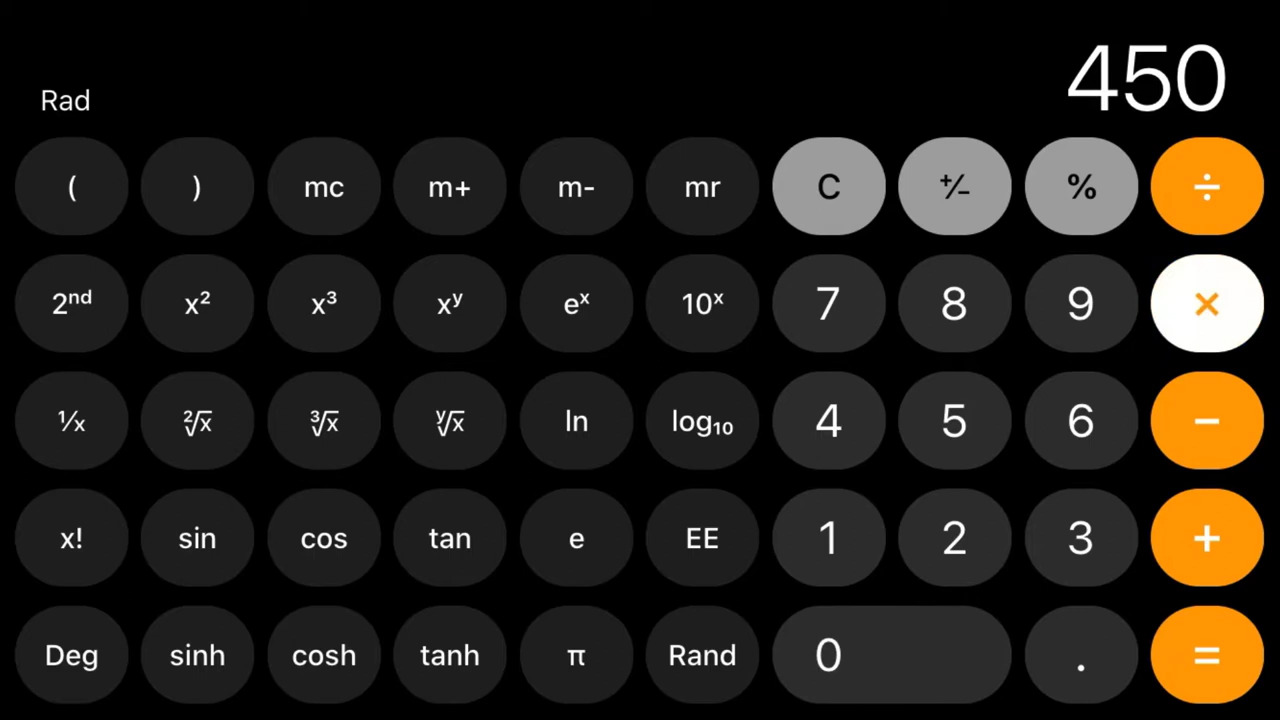 450
Rad
( ) mc m+ m- mr C +/− % ÷
2ⁿᵈ x² x³ xʸ eˣ 10ˣ 7 8 9 ×
1/x ²√x ³√x ʸ√x ln log₁₀ 4 5 6 −
x! sin cos tan e EE 1 2 3 +
Deg sinh cosh tanh π Rand 0 . =